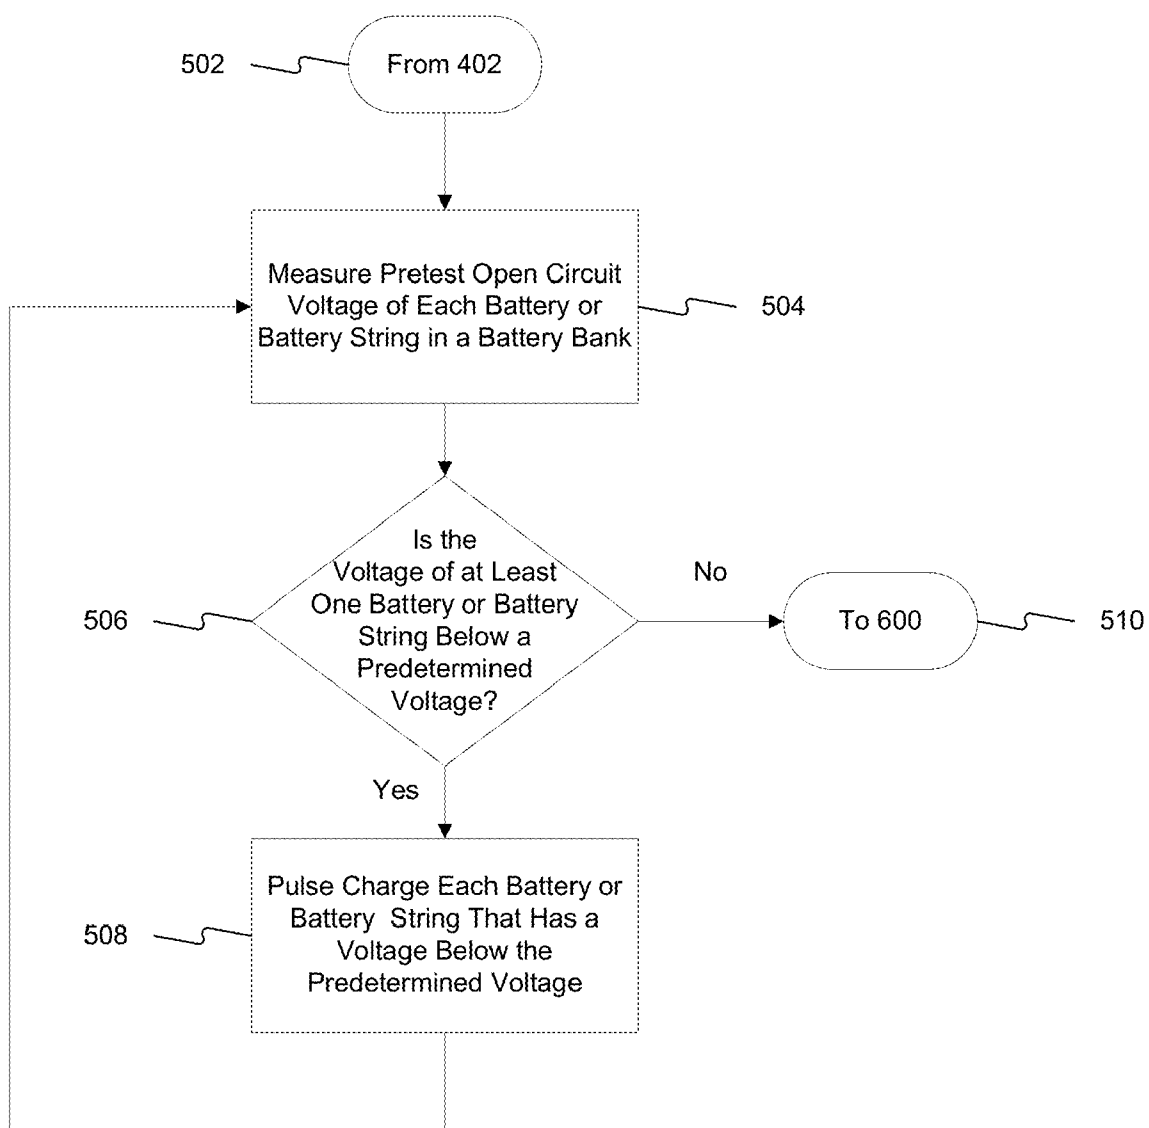 502
From 402
Measure Pretest Open Circuit
Voltage of Each Battery or
Battery String in a Battery Bank
504
Is the
Voltage of at Least
One Battery or Battery
String Below a
Predetermined
Voltage?
506
No
To 600
510
Yes
Pulse Charge Each Battery or
Battery String That Has a
Voltage Below the
Predetermined Voltage
508